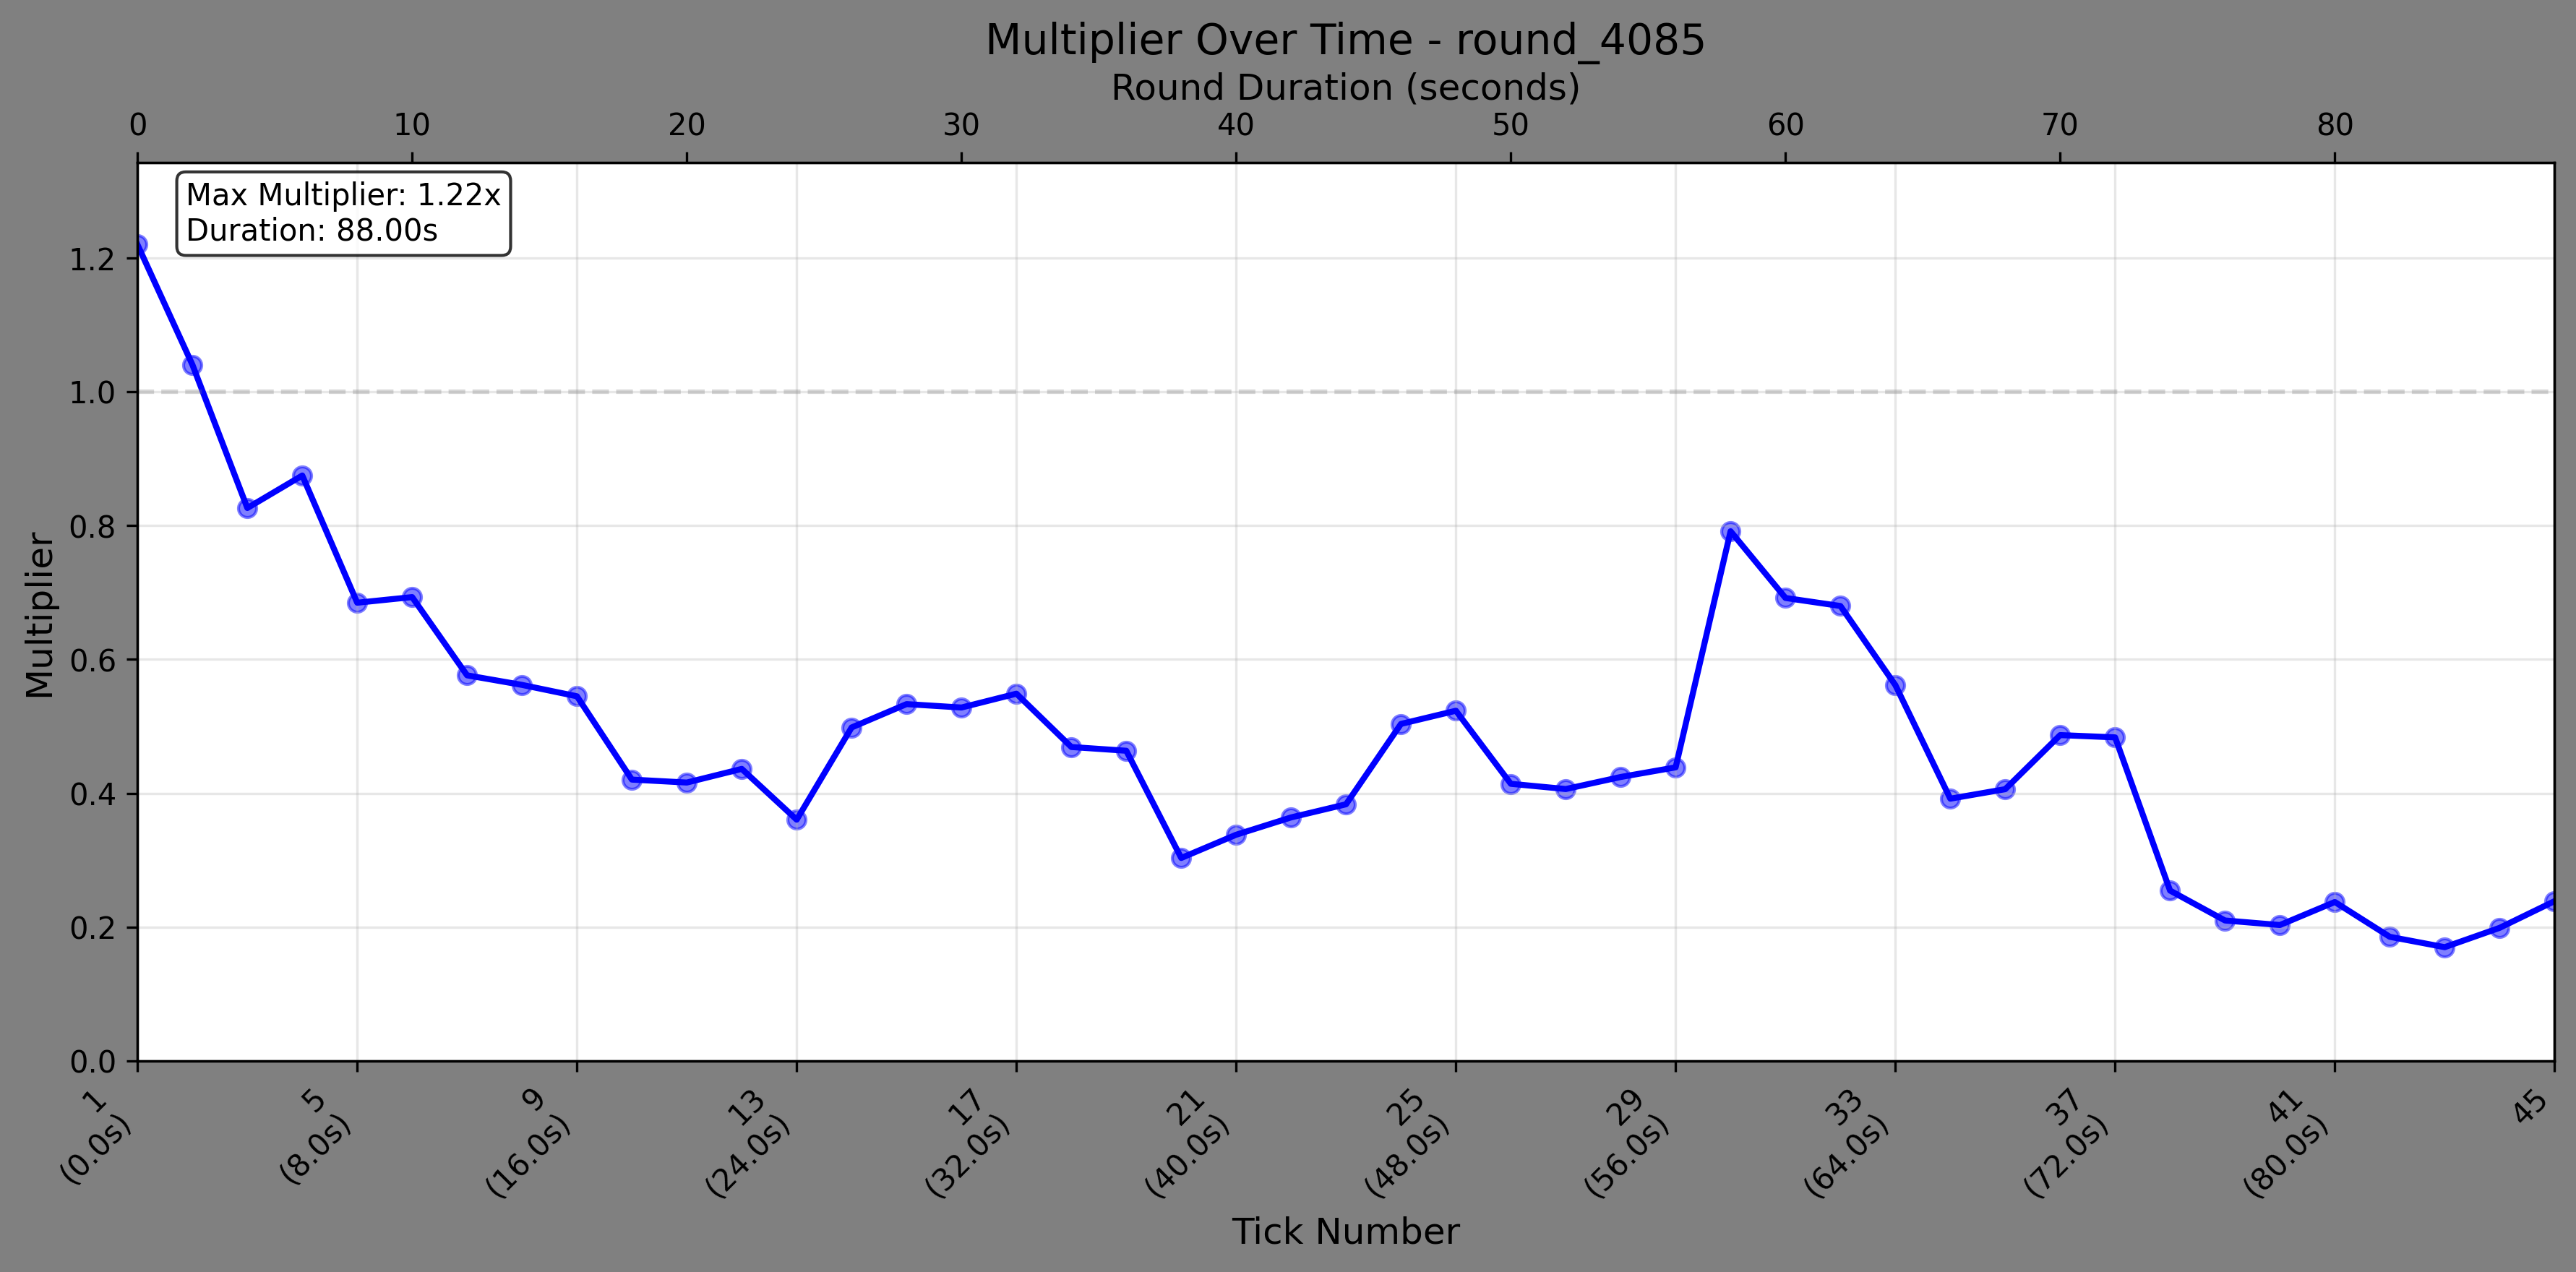 Multiplier Over Time - round_4085
Round Duration (seconds)
0 10 20 30 40 50 60 70 80
Max Multiplier: 1.22x
Duration: 88.00s
1.2
1.0
0.8
0.6
0.4
0.2
0.0
Multiplier
1 5 9 13 17 21 25 29 33 37 41 45
(0.0s) (8.0s) (16.0s) (24.0s) (32.0s) (40.0s) (48.0s) (56.0s) (64.0s) (72.0s) (80.0s)
Tick Number